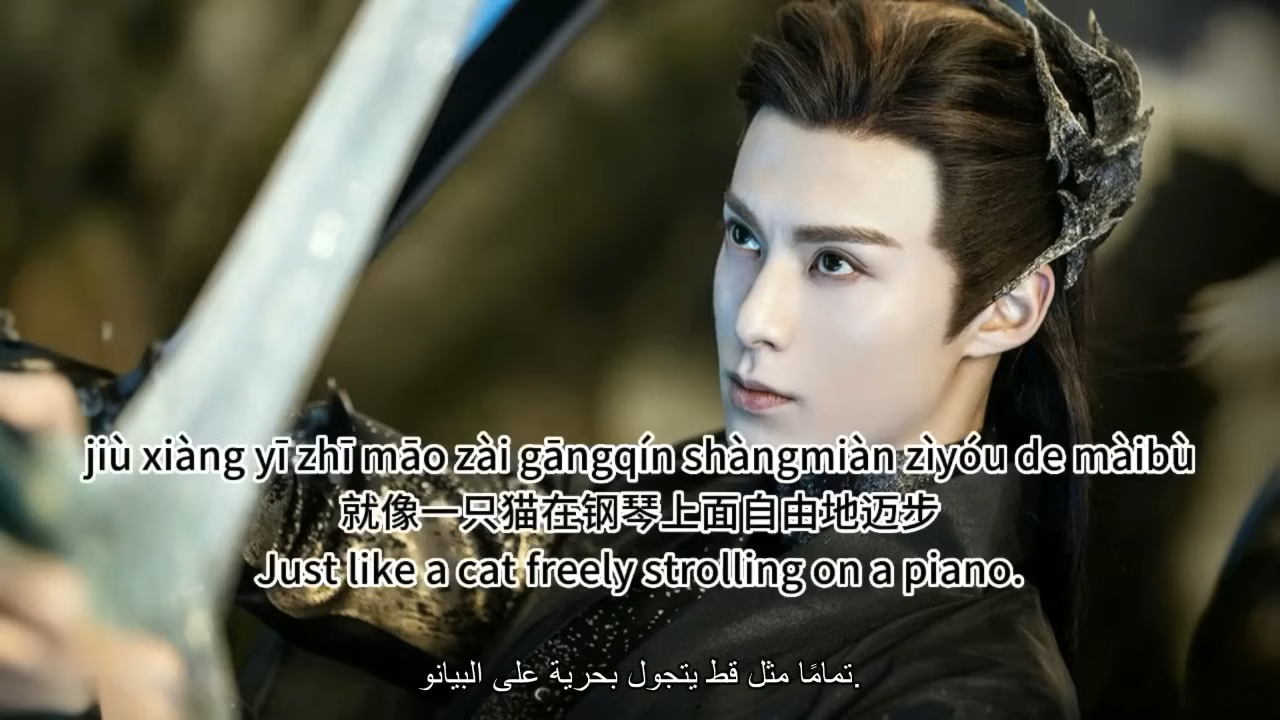 jiù xiàng yī zhī māo zài gāngqín shàngmiàn zìyóu de màibù
就像一只猫在钢琴上面自由地迈步
Just like a cat freely strolling on a piano.
تمامًا مثل قط يتجول بحرية على البيانو.